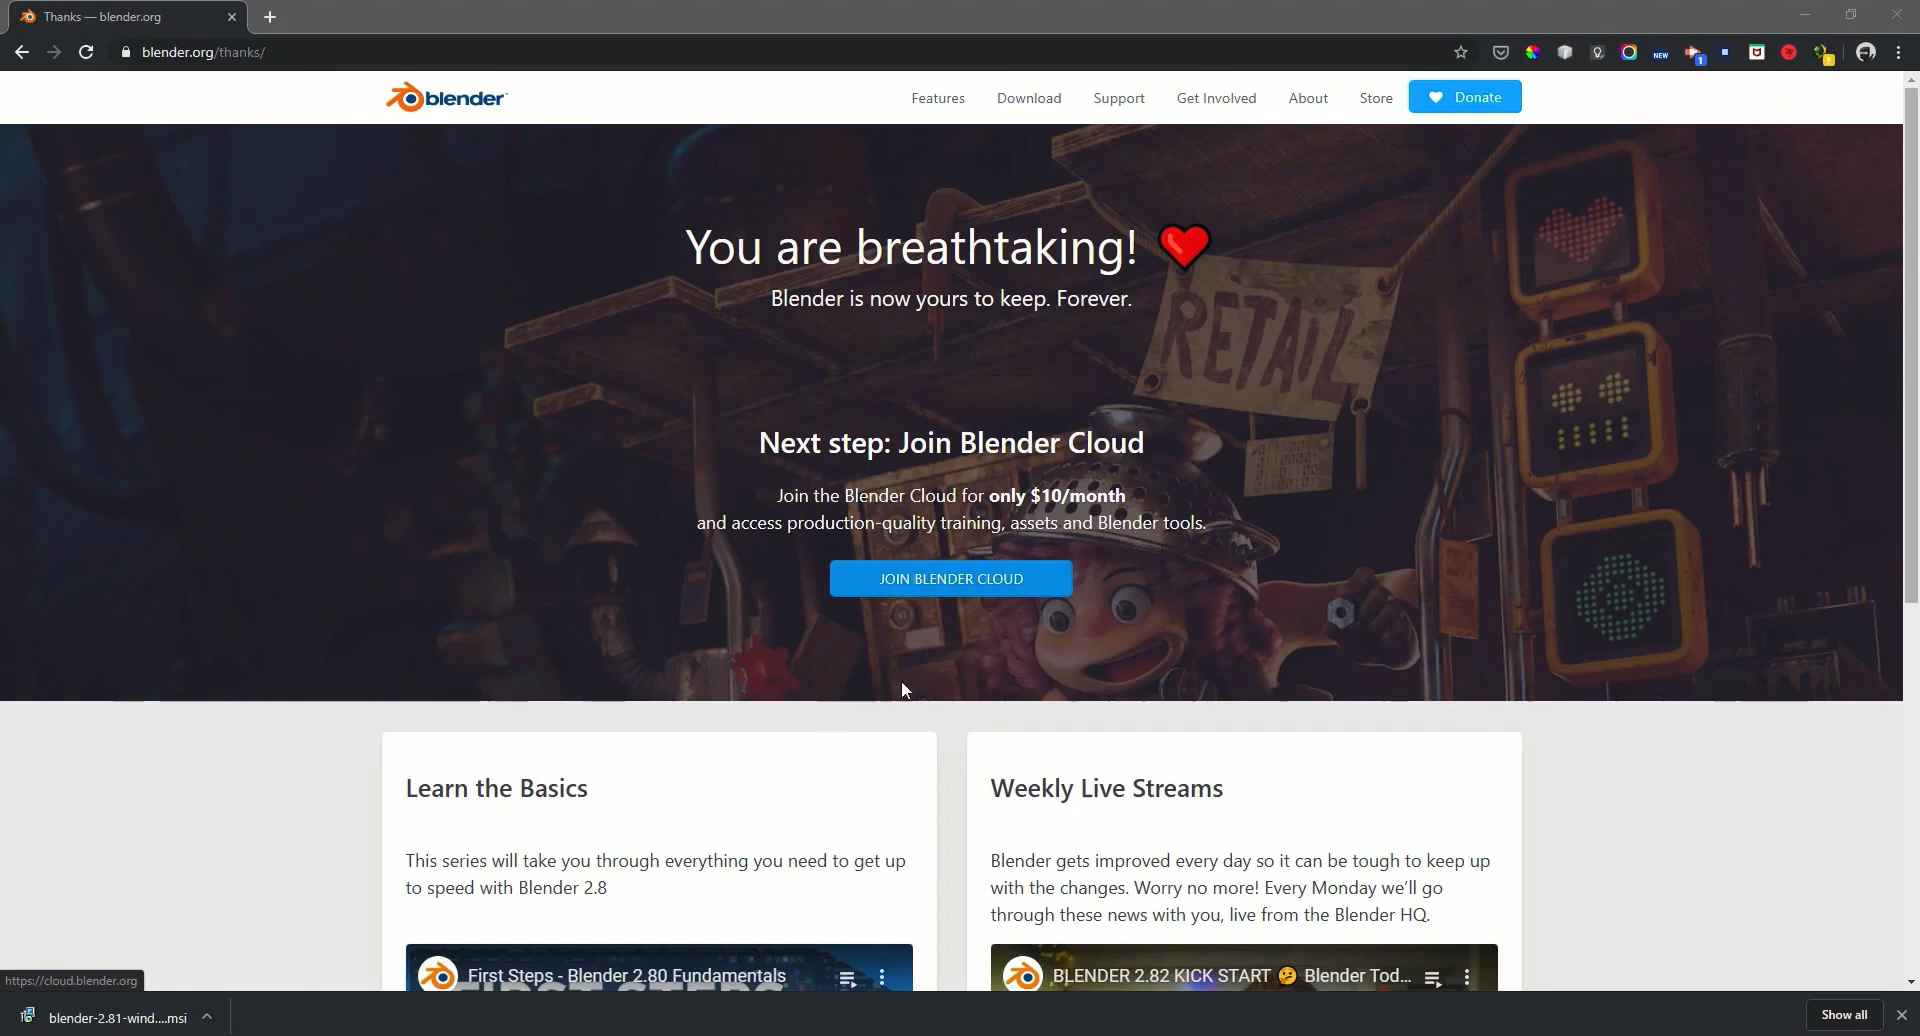 Thanks — blender.org
blender.org/thanks/
NEW
1
2
blender
Features
Download
Support
Get Involved
About
Store
Donate
You are breathtaking!
Blender is now yours to keep. Forever.
RETAIL
Next step: Join Blender Cloud
Join the Blender Cloud for only $10/month
and access production-quality training, assets and Blender tools.
JOIN BLENDER CLOUD
Learn the Basics
This series will take you through everything you need to get up
to speed with Blender 2.8
First Steps - Blender 2.80 Fundamentals
FIRST STEPS
Weekly Live Streams
Blender gets improved every day so it can be tough to keep up
with the changes. Worry no more! Every Monday we’ll go
through these news with you, live from the Blender HQ.
BLENDER 2.82 KICK START 🤔 Blender Tod...
https://cloud.blender.org
blender-2.81-wind....msi
Show all